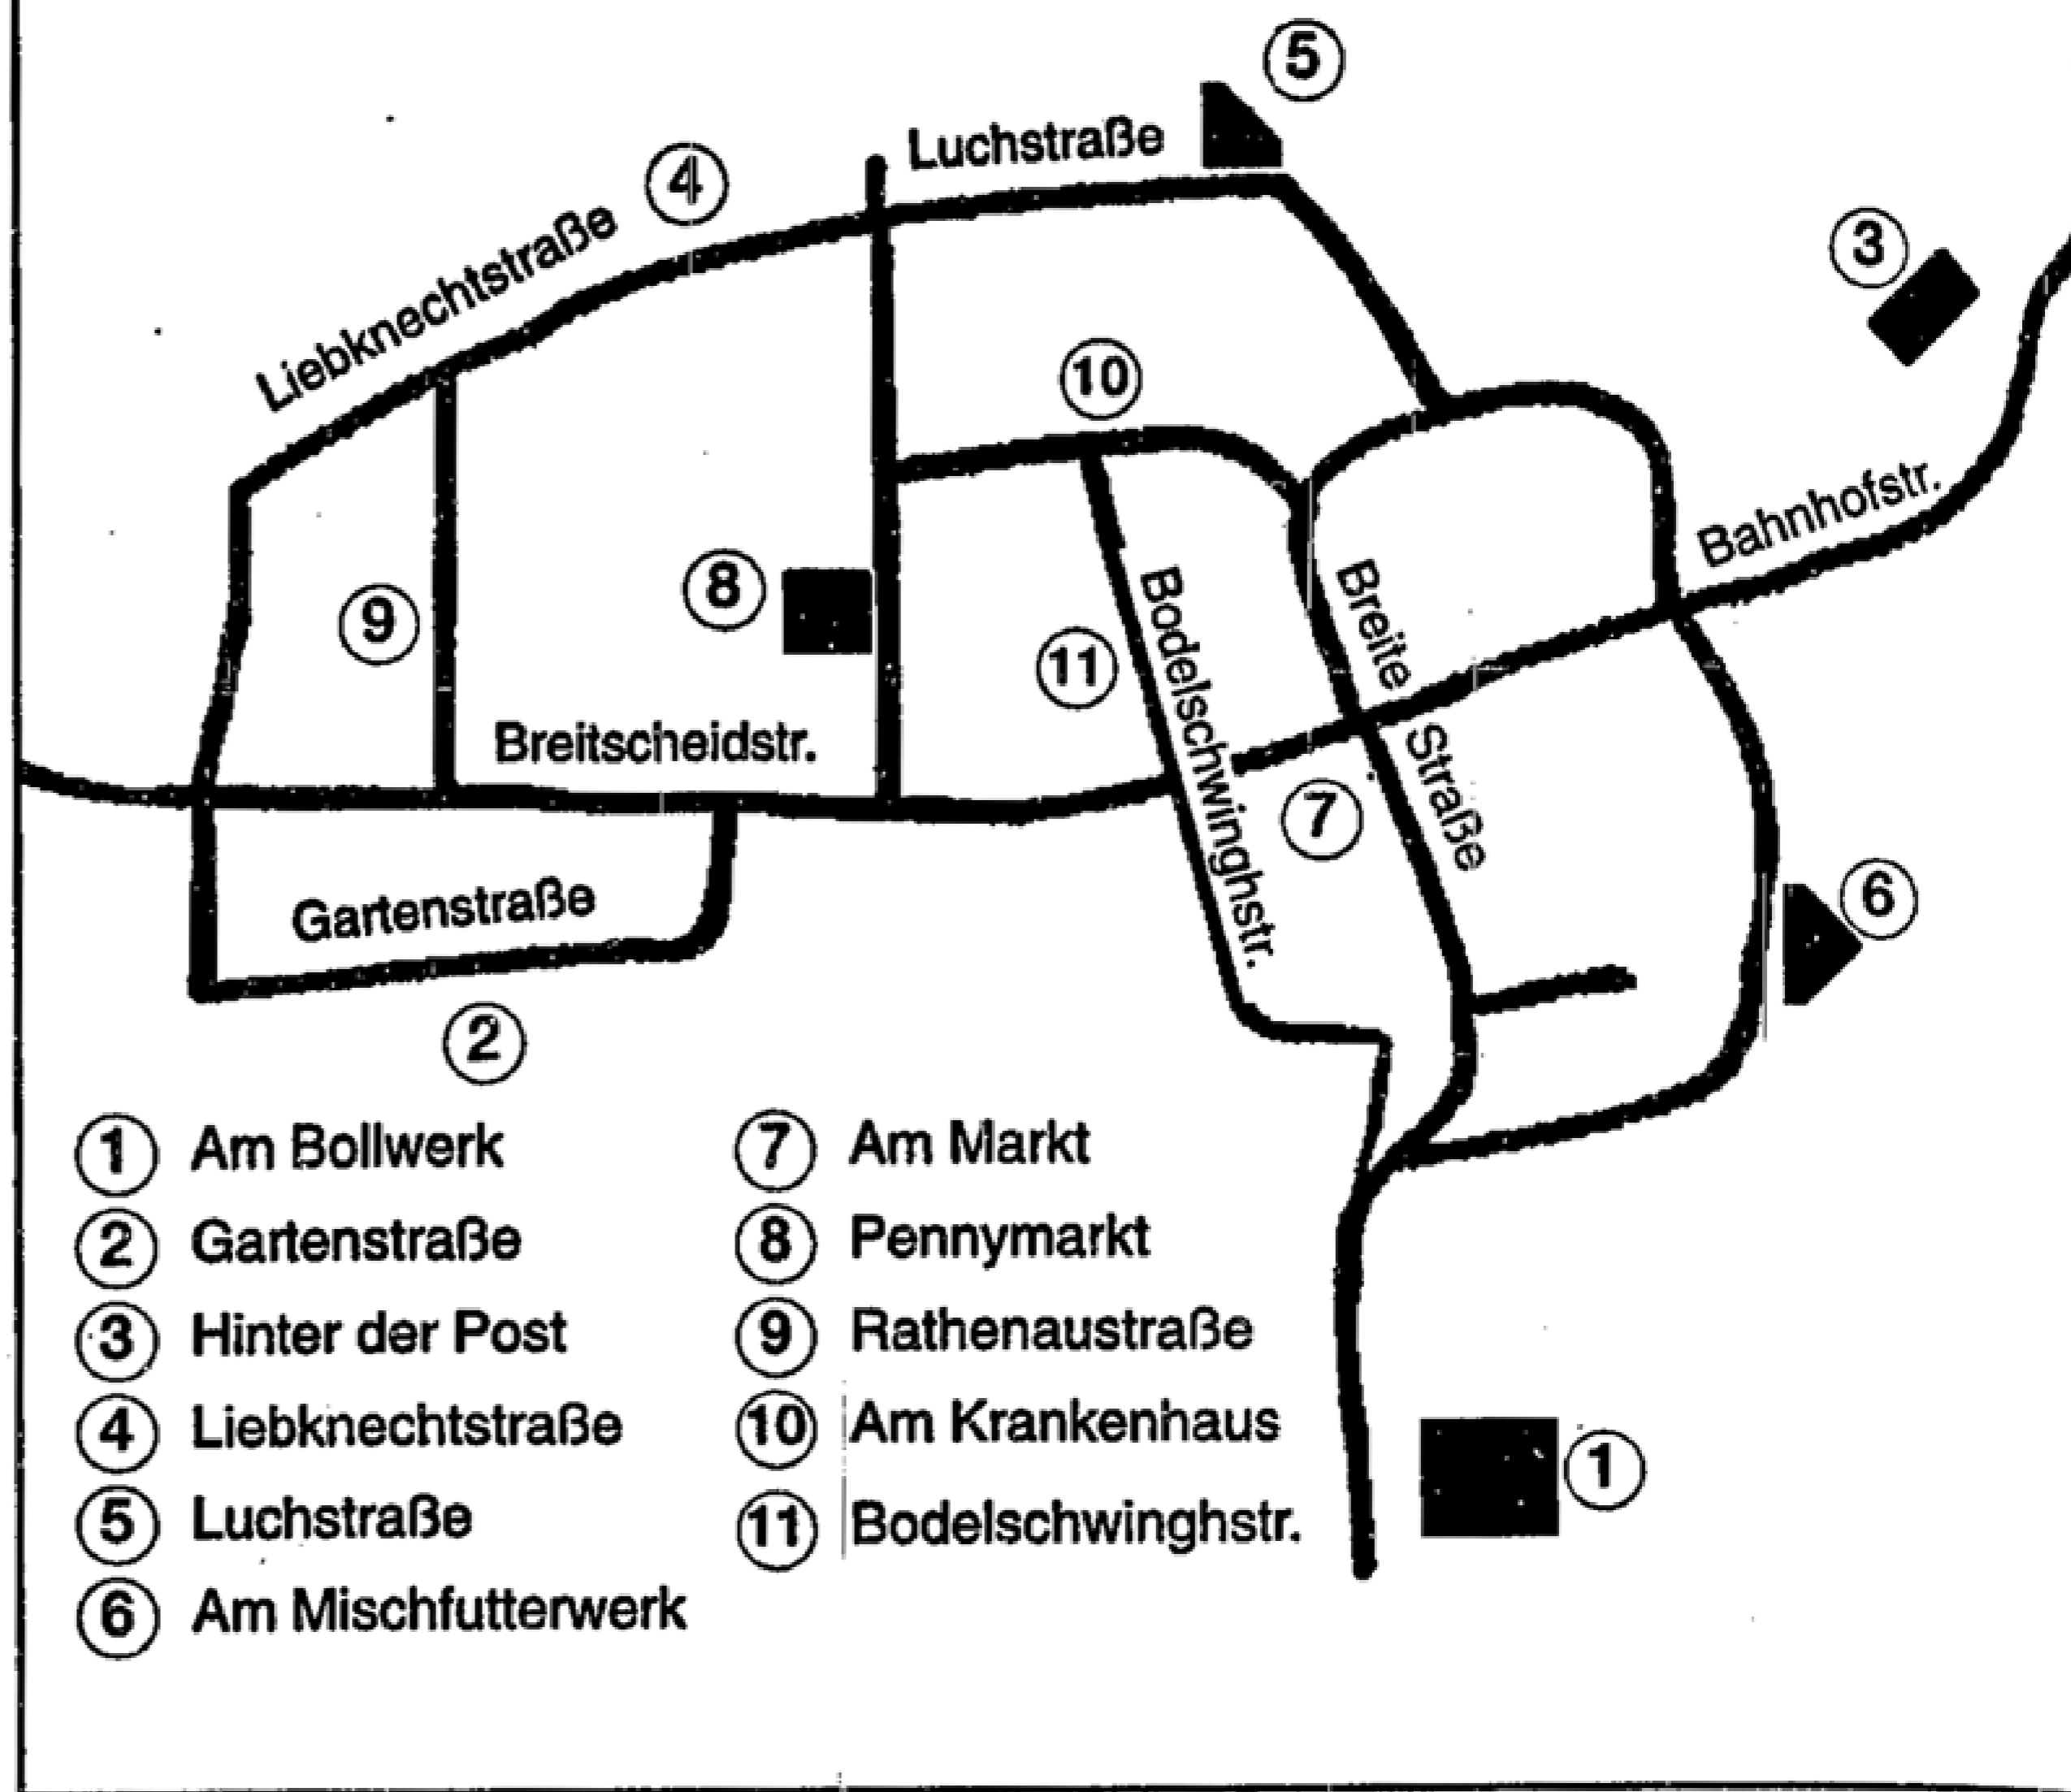 5
Luchstraße
4
3
Liebknechtstraße
10
Bahnhofstr.
8
9
11
Bodelschwinghstr.
Breite Straße
Breitscheidstr.
7
Gartenstraße
6
2
1 Am Bollwerk
2 Gartenstraße
3 Hinter der Post
4 Liebknechtstraße
5 Luchstraße
6 Am Mischfutterwerk
7 Am Markt
8 Pennymarkt
9 Rathenaustraße
10 Am Krankenhaus
11 Bodelschwinghstr.
1